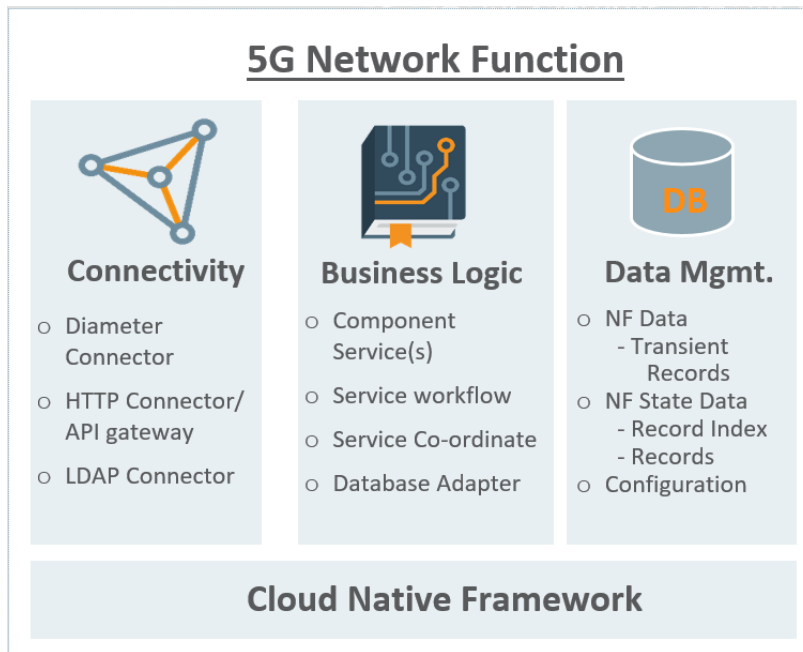 5G Network Function
Connectivity
o Diameter
Connector
o HTTP Connector/
API gateway
o LDAP Connector
Business Logic
o Component
Service(s)
o Service workflow
o Service Co-ordinate
o Database Adapter
DB
Data Mgmt.
o NF Data
- Transient
Records
o NF State Data
- Record Index
- Records
o Configuration
Cloud Native Framework